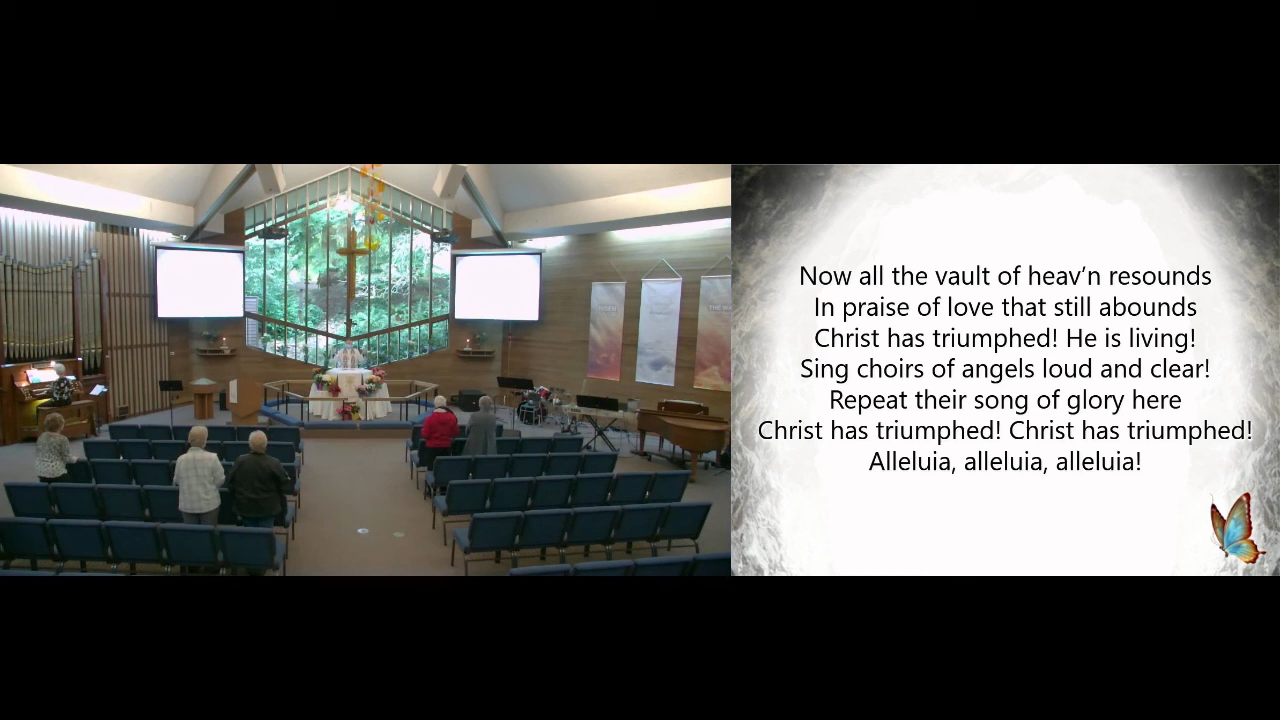 Now all the vault of heav’n resounds
In praise of love that still abounds
Christ has triumphed! He is living!
Sing choirs of angels loud and clear!
Repeat their song of glory here
Christ has triumphed! Christ has triumphed!
Alleluia, alleluia, alleluia!